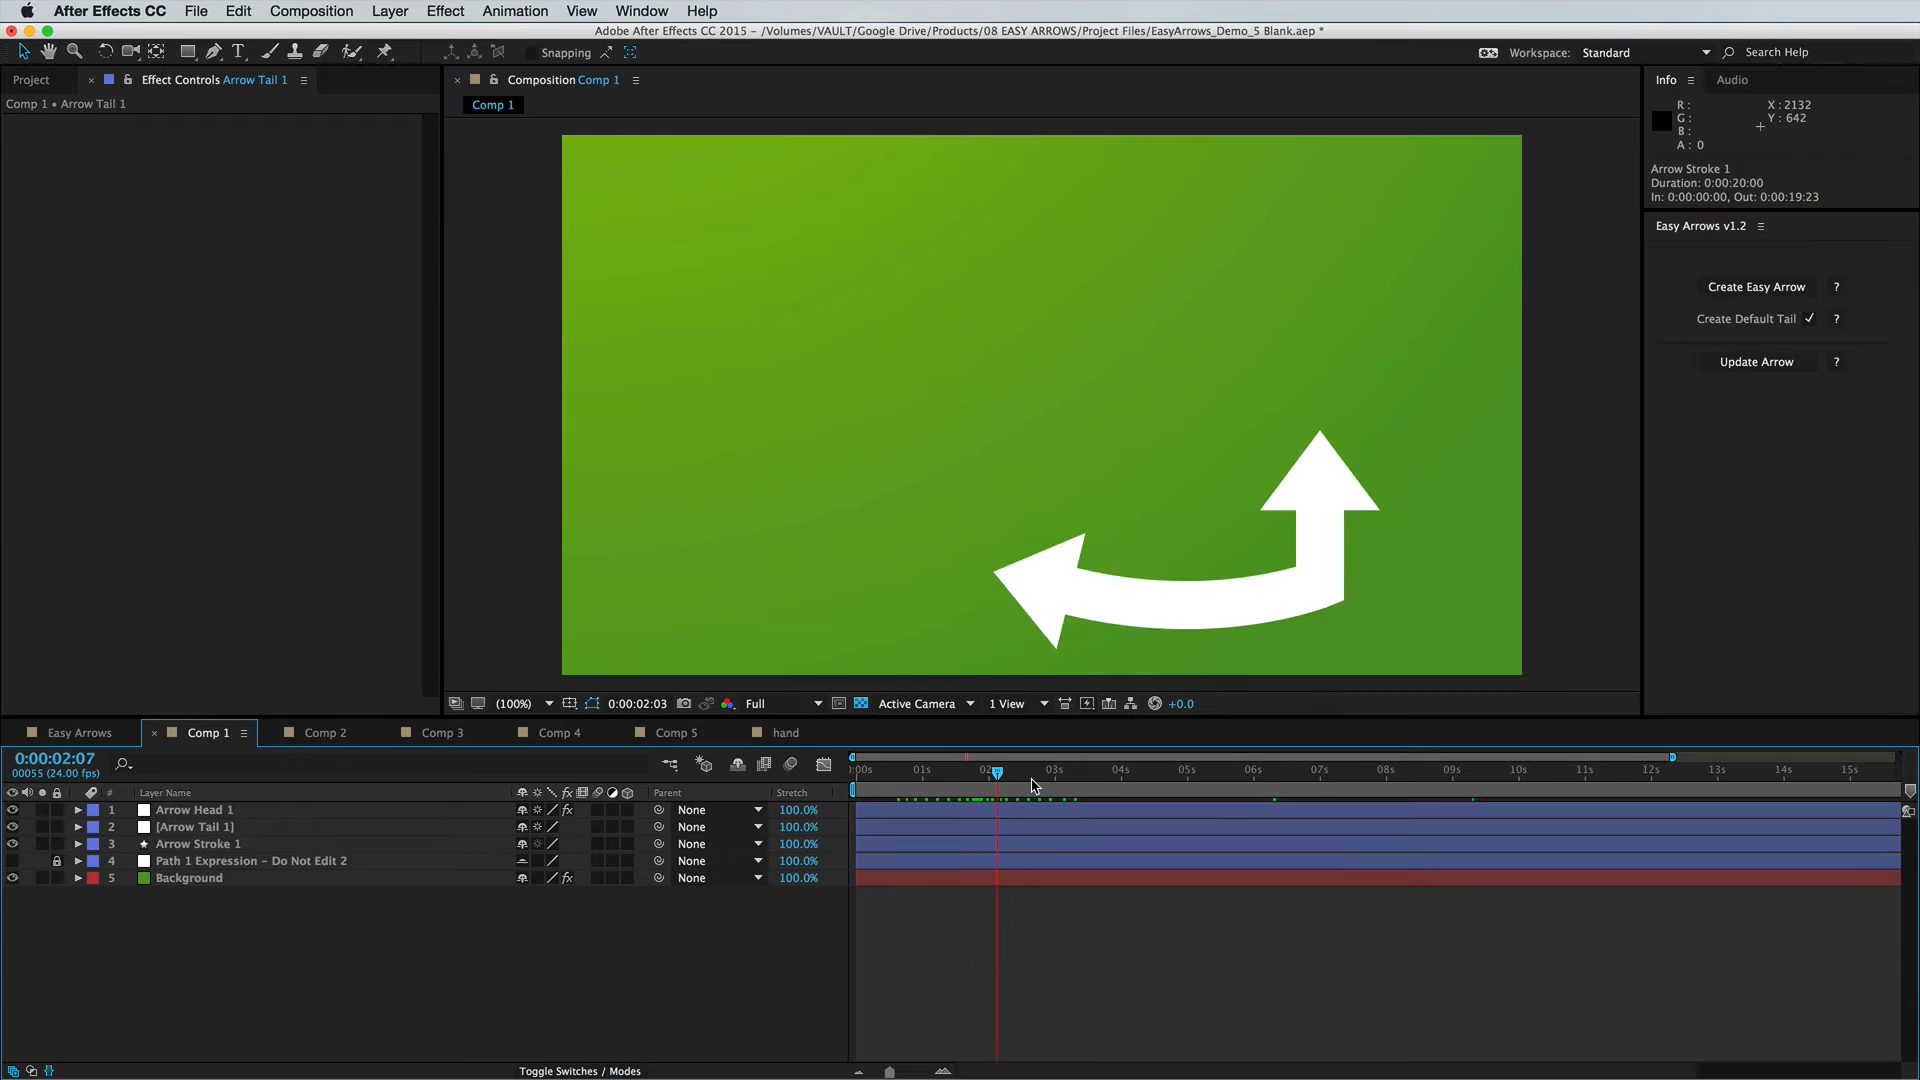 After Effects CC File Edit Composition Layer Effect Animation View Window Help
Adobe After Effects CC 2015 - /Volumes/VAULT/Google Drive/Products/08 EASY ARROWS/Project Files/EasyArrows_Demo_5 Blank.aep *
T Snapping Workspace: Standard Search Help
Project Effect Controls Arrow Tail 1 Composition Comp 1 Info Audio
Comp 1 • Arrow Tail 1 Comp 1
R : X : 2132
G : Y : 642
B :
A : 0
Arrow Stroke 1
Duration: 0:00:20:00
In: 0:00:00:00, Out: 0:00:19:23
Easy Arrows v1.2
Create Easy Arrow ?
Create Default Tail ?
Update Arrow ?
(100%) 0:00:02:03 Full Active Camera 1 View +0.0
Easy Arrows Comp 1 Comp 2 Comp 3 Comp 4 Comp 5 hand
0:00:02:07
00055 (24.00 fps)
:00s 01s 02 03s 04s 05s 06s 07s 08s 09s 10s 11s 12s 13s 14s 15s
# Layer Name fx Parent Stretch
1 Arrow Head 1 fx None 100.0%
2 [Arrow Tail 1] None 100.0%
3 Arrow Stroke 1 None 100.0%
4 Path 1 Expression - Do Not Edit 2 None 100.0%
5 Background fx None 100.0%
Toggle Switches / Modes